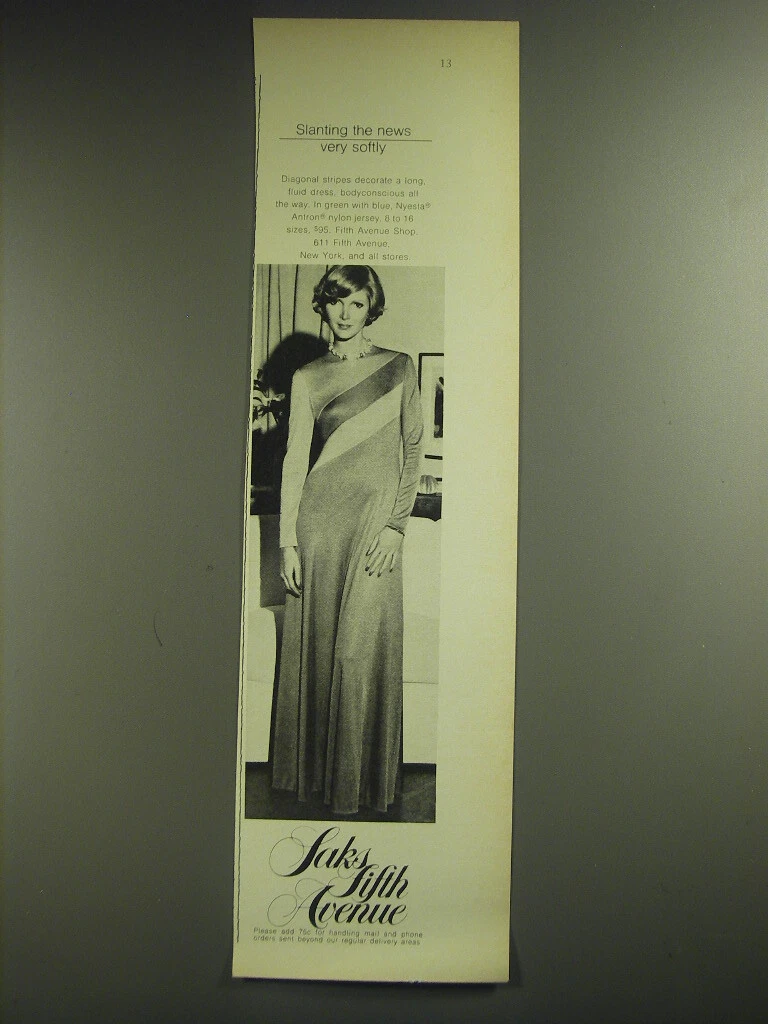 13
Slanting the news
very softly
Diagonal stripes decorate a long,
fluid dress, bodyconscious all
the way. In green with blue, Nyesta®
Antron® nylon jersey, 8 to 16
sizes, $95. Fifth Avenue Shop,
611 Fifth Avenue,
New York, and all stores.
Saks
Fifth
Avenue
Please add 75c for handling mail and phone
orders sent beyond our regular delivery areas